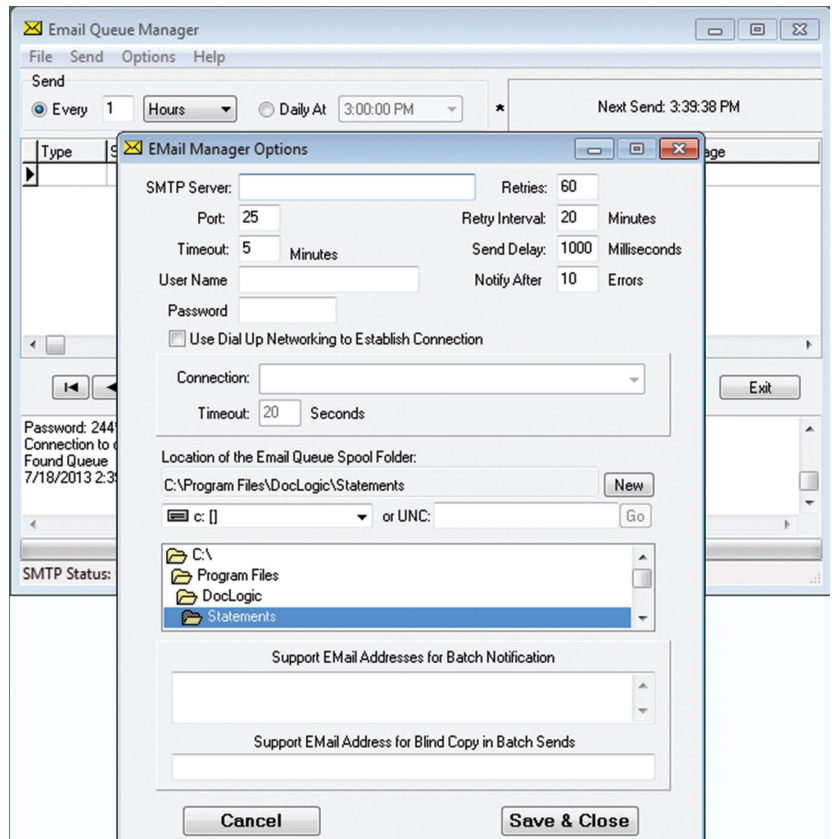 Email Queue Manager
File Send Options Help
Send
Every 1 Hours Daily At 3:00:00 PM * Next Send: 3:39:38 PM
Type S age
EMail Manager Options
SMTP Server: Retries: 60
Port: 25 Retry Interval: 20 Minutes
Timeout: 5 Minutes Send Delay: 1000 Milliseconds
User Name Notify After 10 Errors
Password
Use Dial Up Networking to Establish Connection
Connection:
Timeout: 20 Seconds
Exit
Password: 244
Connection to
Found Queue
7/18/2013 2:3
SMTP Status:
Location of the Email Queue Spool Folder:
C:\Program Files\DocLogic\Statements New
c: [] or UNC: Go
C:\
Program Files
DocLogic
Statements
Support EMail Addresses for Batch Notification
Support EMail Address for Blind Copy in Batch Sends
Cancel Save & Close